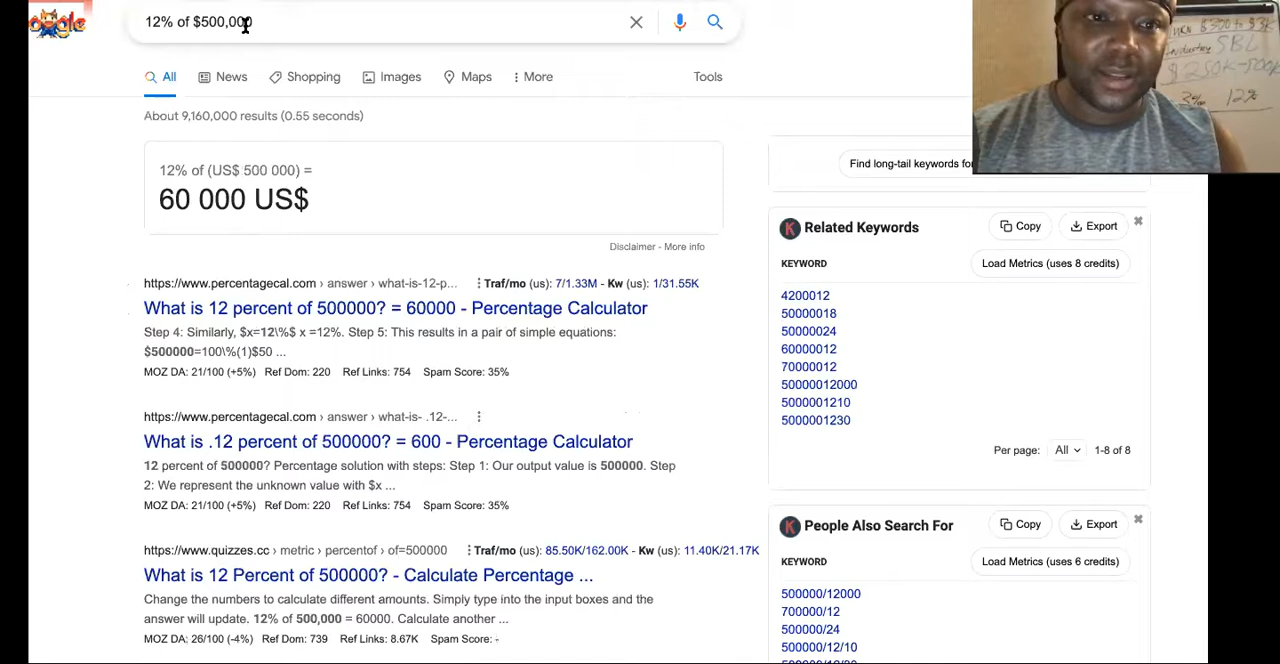 oogle
12% of $500,000
All News Shopping Images Maps More Tools
About 9,160,000 results (0.55 seconds)
12% of (US$ 500 000) =
60 000 US$
Disclaimer - More info
https://www.percentagecal.com › answer › what-is-12-p... Traf/mo (us): 7/1.33M - Kw (us): 1/31.55K
What is 12 percent of 500000? = 60000 - Percentage Calculator
Step 4: Similarly, $x=12\%$ x =12%. Step 5: This results in a pair of simple equations:
$500000=100\%(1)$50 ...
MOZ DA: 21/100 (+5%) Ref Dom: 220 Ref Links: 754 Spam Score: 35%
https://www.percentagecal.com › answer › what-is- .12-...
What is .12 percent of 500000? = 600 - Percentage Calculator
12 percent of 500000? Percentage solution with steps: Step 1: Our output value is 500000. Step
2: We represent the unknown value with $x ...
MOZ DA: 21/100 (+5%) Ref Dom: 220 Ref Links: 754 Spam Score: 35%
https://www.quizzes.cc › metric › percentof › of=500000 Traf/mo (us): 85.50K/162.00K - Kw (us): 11.40K/21.17K
What is 12 Percent of 500000? - Calculate Percentage ...
Change the numbers to calculate different amounts. Simply type into the input boxes and the
answer will update. 12% of 500,000 = 60000. Calculate another ...
MOZ DA: 26/100 (-4%) Ref Dom: 739 Ref Links: 8.67K Spam Score: -
$300 to $3K
SBL
$250K-500K
3% 12%
Find long-tail keywords for
K Related Keywords Copy Export
KEYWORD Load Metrics (uses 8 credits)
4200012
50000018
50000024
60000012
70000012
50000012000
5000001210
5000001230
Per page: All 1-8 of 8
K People Also Search For Copy Export
KEYWORD Load Metrics (uses 6 credits)
500000/12000
700000/12
500000/24
500000/12/10